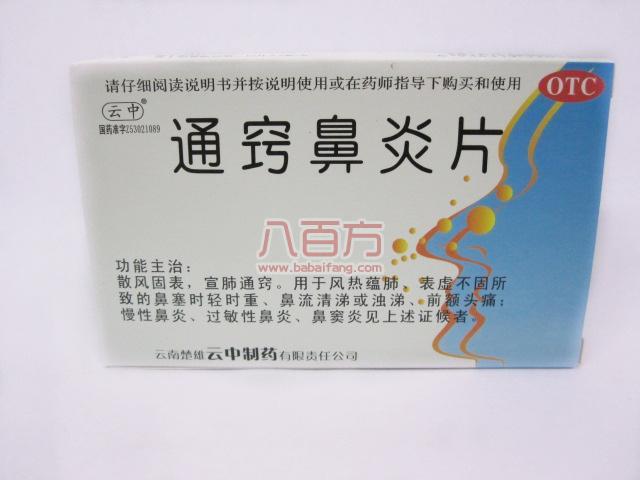 请仔细阅读说明书并按说明使用或在药师指导下购买和使用
OTC
云中®
国药准字Z53021089
通窍鼻炎片
八百方
www.babaifang.com
功能主治：
散风固表，宣肺通窍。用于风热蕴肺、表虚不固所
致的鼻塞时轻时重、鼻流清涕或浊涕、前额头痛；
慢性鼻炎、过敏性鼻炎、鼻窦炎见上述证候者。
云南楚雄云中制药有限责任公司